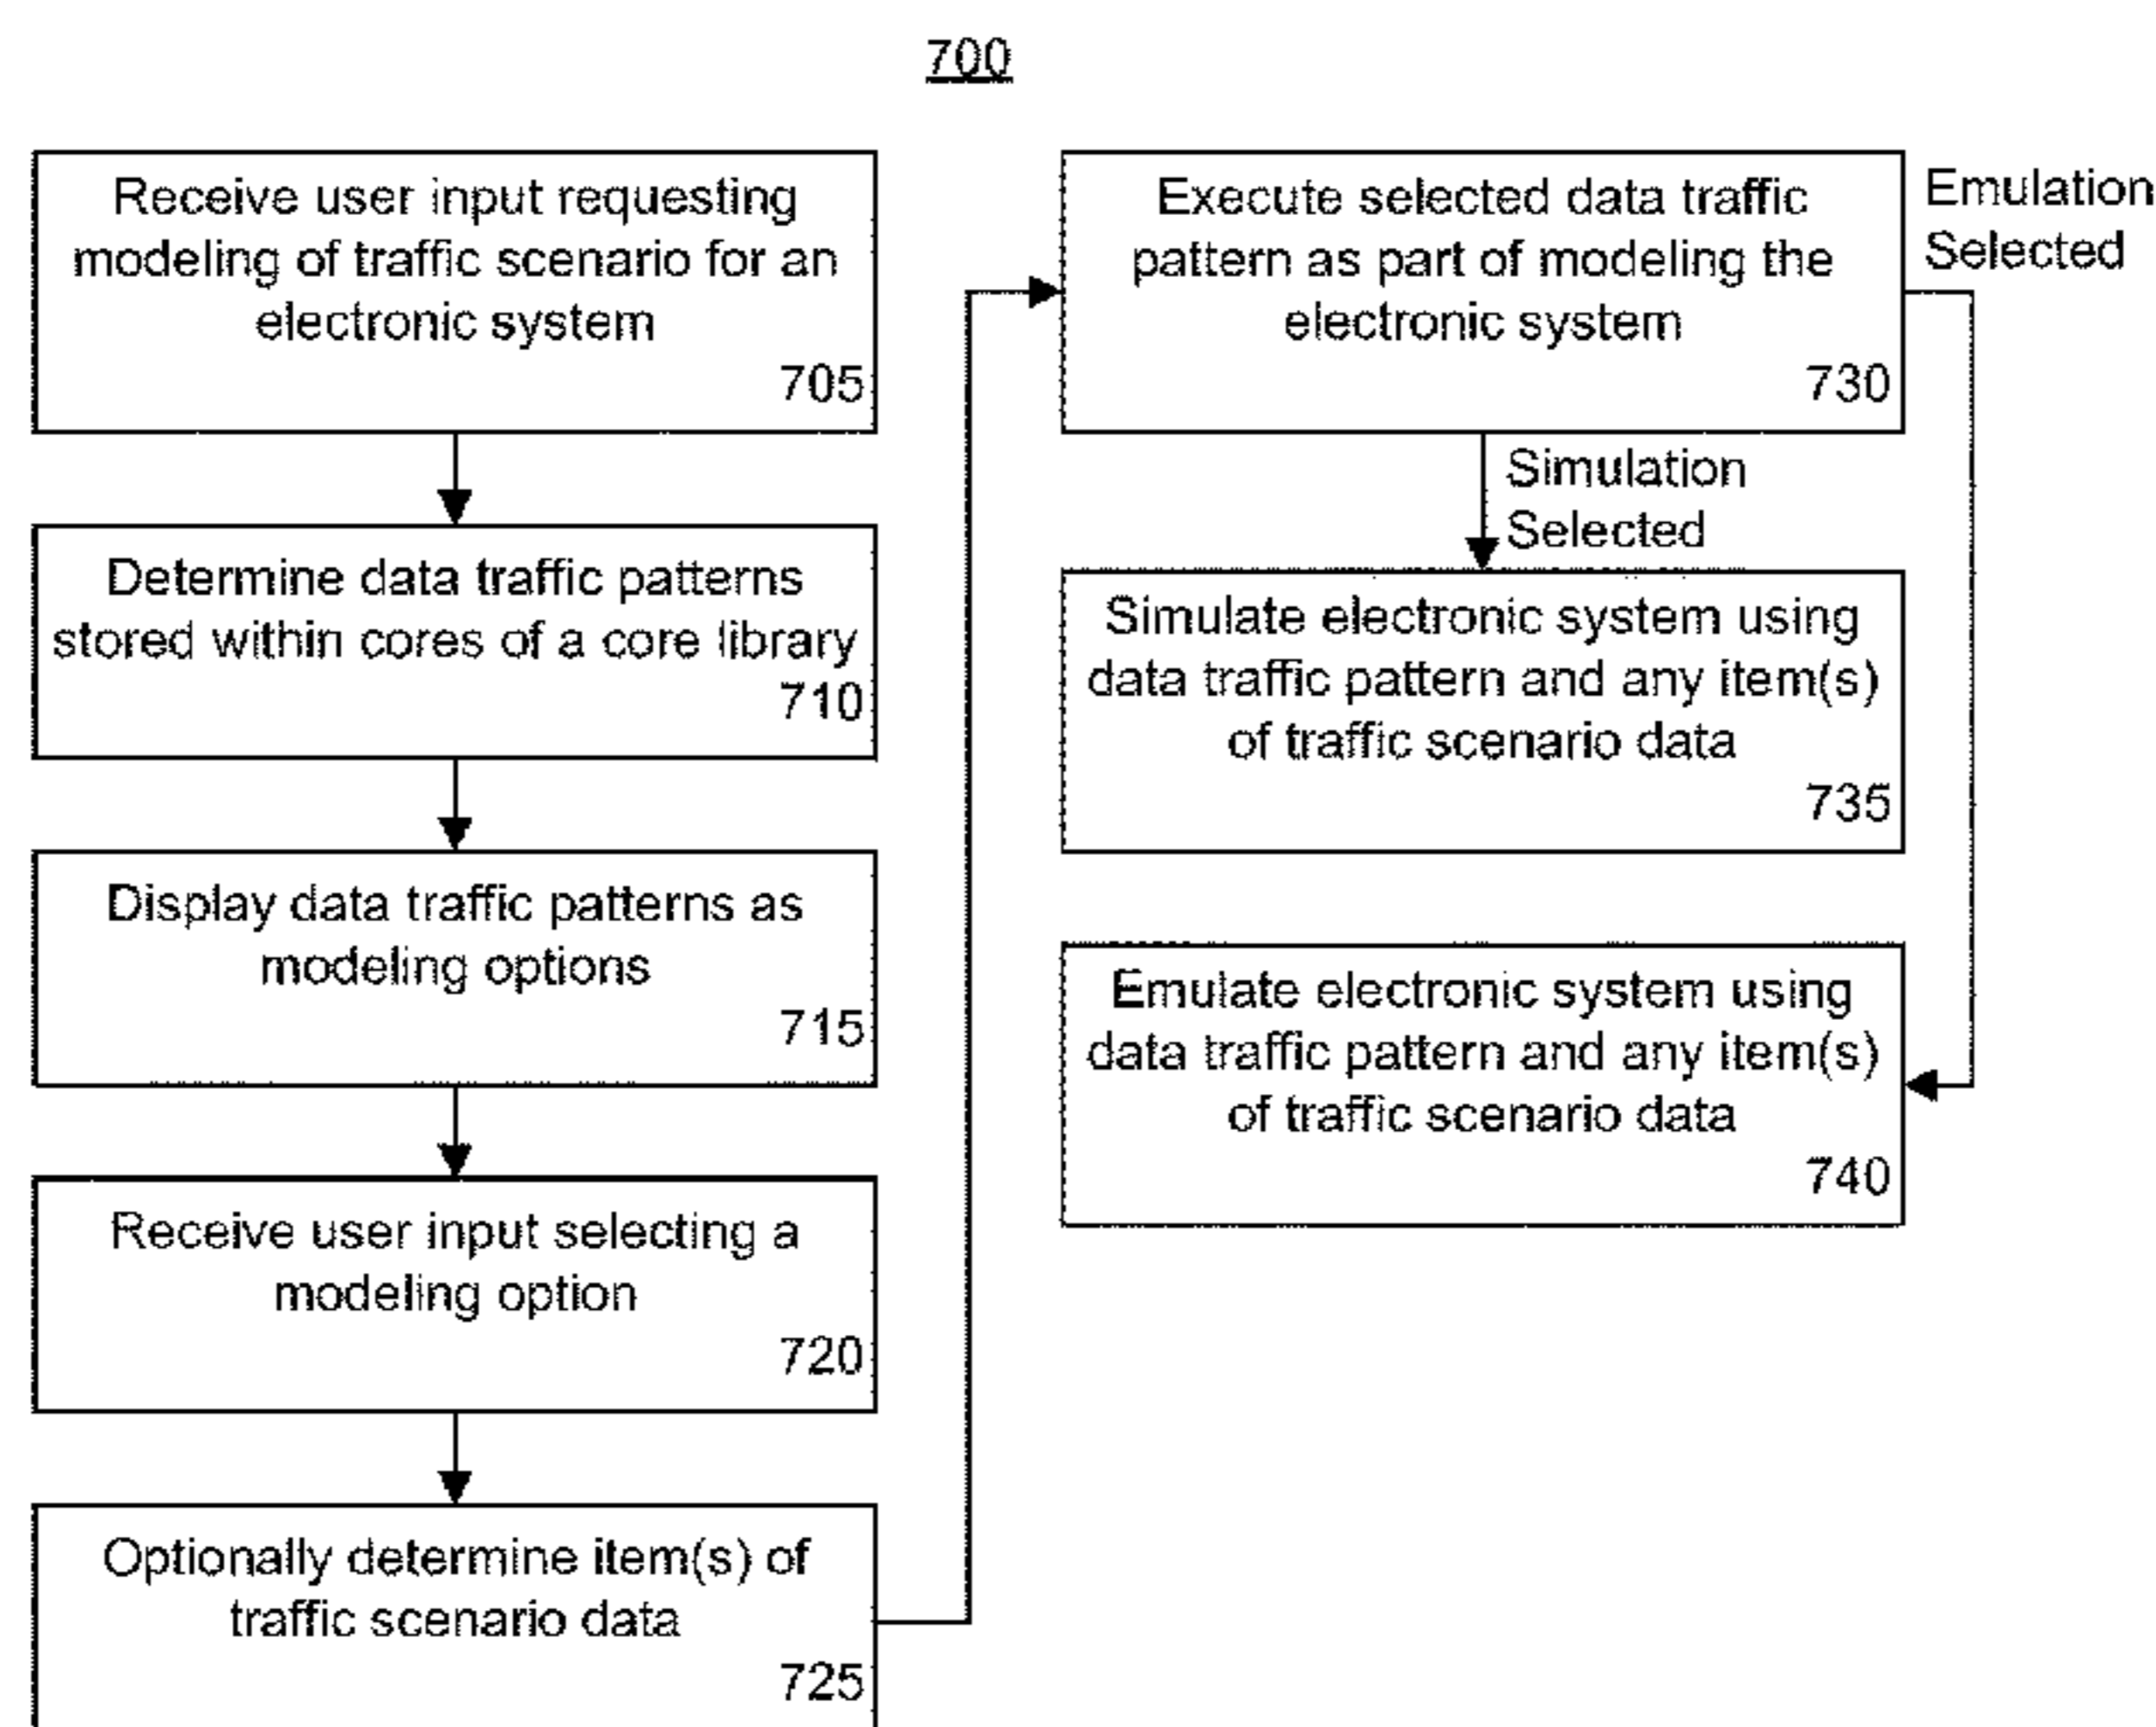 700
Receive user input requesting
modeling of traffic scenario for an
electronic system
705
Determine data traffic patterns
stored within cores of a core library
710
Display data traffic patterns as
modeling options
715
Receive user input selecting a
modeling option
720
Optionally determine item(s) of
traffic scenario data
725
Execute selected data traffic
pattern as part of modeling the
electronic system
730
Emulation
Selected
Simulation
Selected
Simulate electronic system using
data traffic pattern and any item(s)
of traffic scenario data
735
Emulate electronic system using
data traffic pattern and any item(s)
of traffic scenario data
740